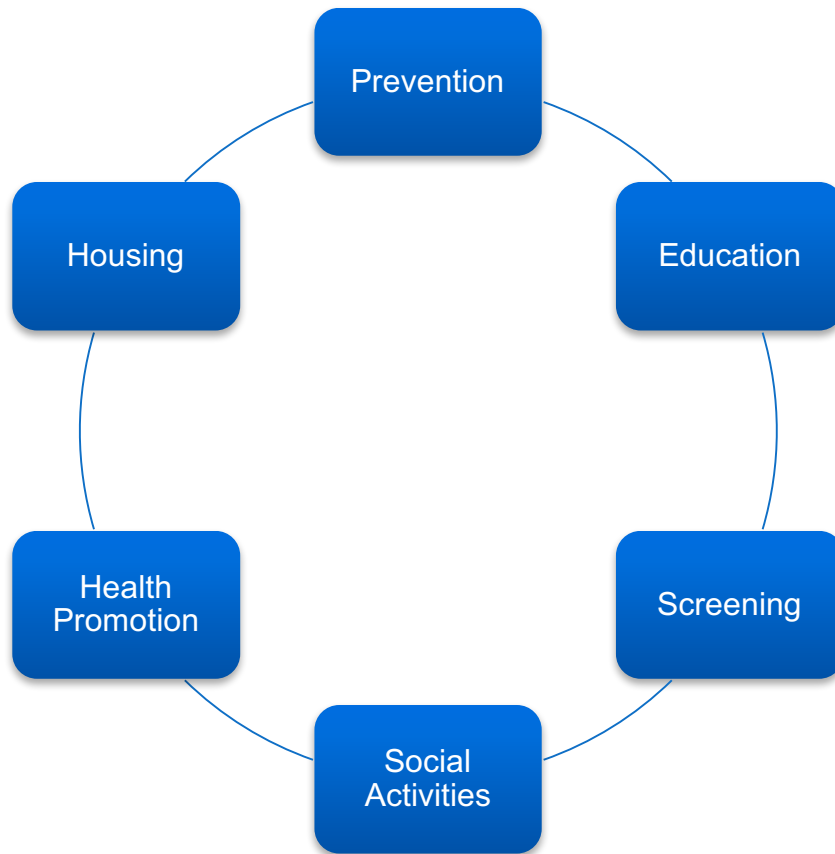 Prevention
Education
Screening
Social
Activities
Health
Promotion
Housing